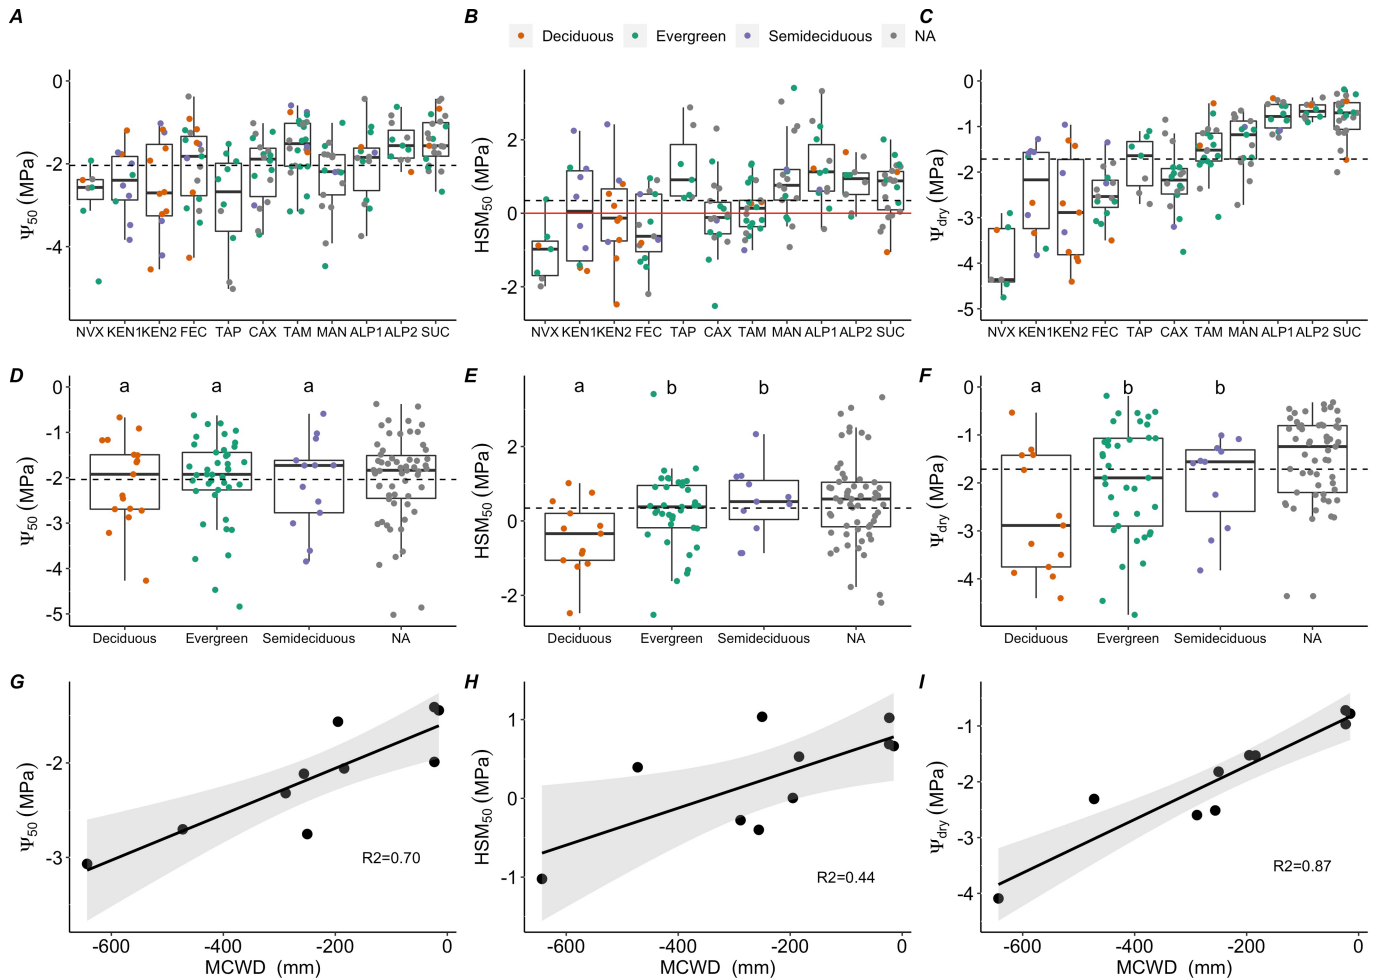 A B C
Deciduous Evergreen Semideciduous NA
0
-2
-4
Ψ50 (MPa)
NVX KEN1 KEN2 FEC TAP CAX TAM MAN ALP1 ALP2 SUC
2
0
-2
HSM50 (MPa)
NVX KEN1 KEN2 FEC TAP CAX TAM MAN ALP1 ALP2 SUC
0
-1
-2
-3
-4
-5
Ψdry (MPa)
NVX KEN1 KEN2 FEC TAP CAX TAM MAN ALP1 ALP2 SUC
D E F
a a a
0
-1
-2
-3
-4
-5
Ψ50 (MPa)
Deciduous Evergreen Semideciduous NA
a b b
2
0
-2
HSM50 (MPa)
Deciduous Evergreen Semideciduous NA
a b b
0
-1
-2
-3
-4
Ψdry (MPa)
Deciduous Evergreen Semideciduous NA
G H I
-2
-3
Ψ50 (MPa)
R2=0.70
-600 -400 -200 0
MCWD (mm)
1
0
-1
HSM50 (MPa)
R2=0.44
-600 -400 -200 0
MCWD (mm)
-1
-2
-3
-4
Ψdry (MPa)
R2=0.87
-600 -400 -200 0
MCWD (mm)